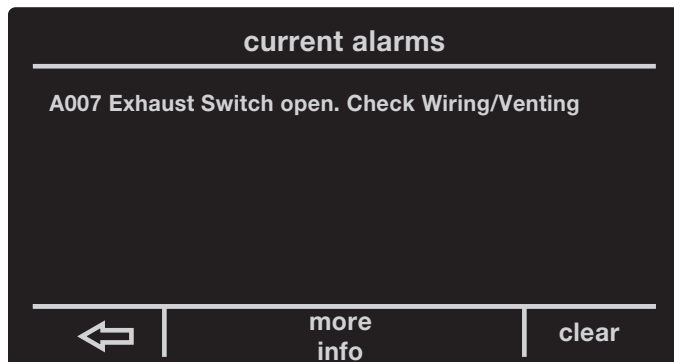 current alarms
A007 Exhaust Switch open. Check Wiring/Venting
more
info
clear